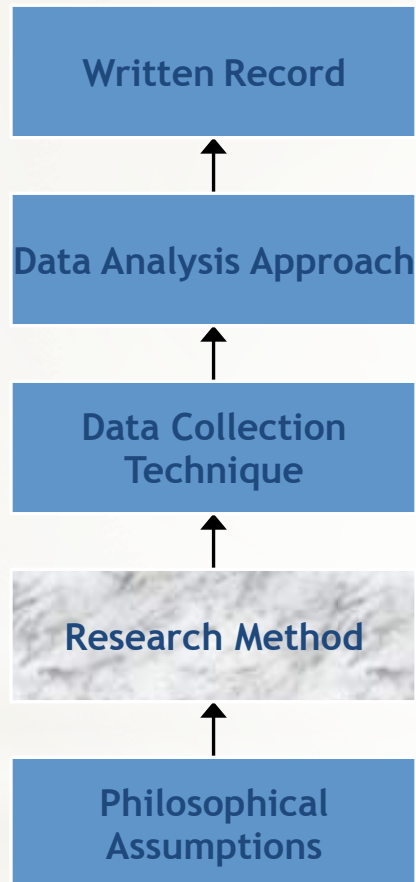 Written Record
Data Analysis Approach
Data Collection
Technique
Research Method
Philosophical
Assumptions